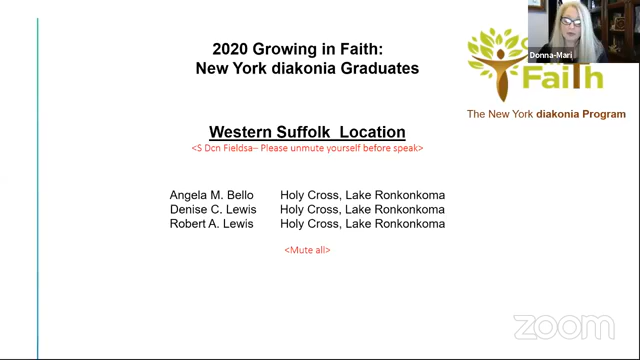 2020 Growing in Faith:
New York diakonia Graduates
Donna-Mari
Faith
The New York diakonia Program
Western Suffolk Location
<S Dcn Fieldsa– Please unmute yourself before speak>
Angela M. Bello Holy Cross, Lake Ronkonkoma
Denise C. Lewis Holy Cross, Lake Ronkonkoma
Robert A. Lewis Holy Cross, Lake Ronkonkoma
<Mute all>
zoom